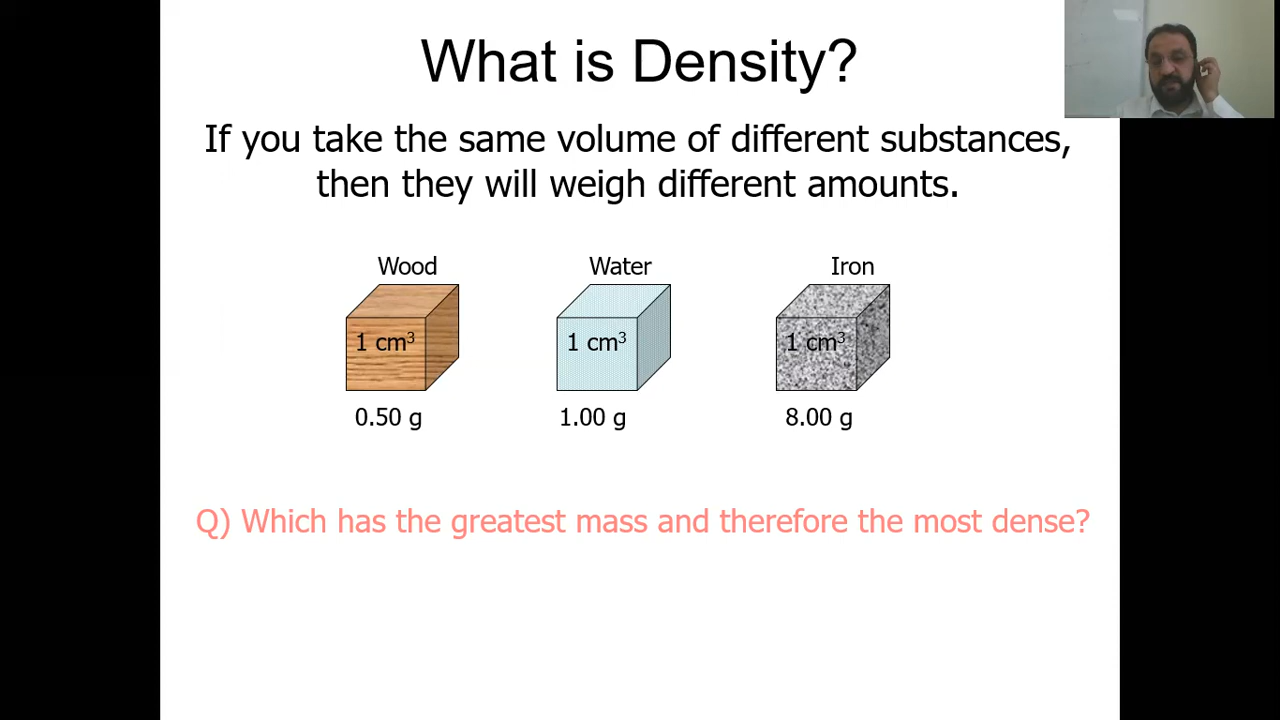 What is Density?
If you take the same volume of different substances,
then they will weigh different amounts.
Wood Water Iron
1 cm³ 1 cm³ 1 cm³
0.50 g 1.00 g 8.00 g
Q) Which has the greatest mass and therefore the most dense?